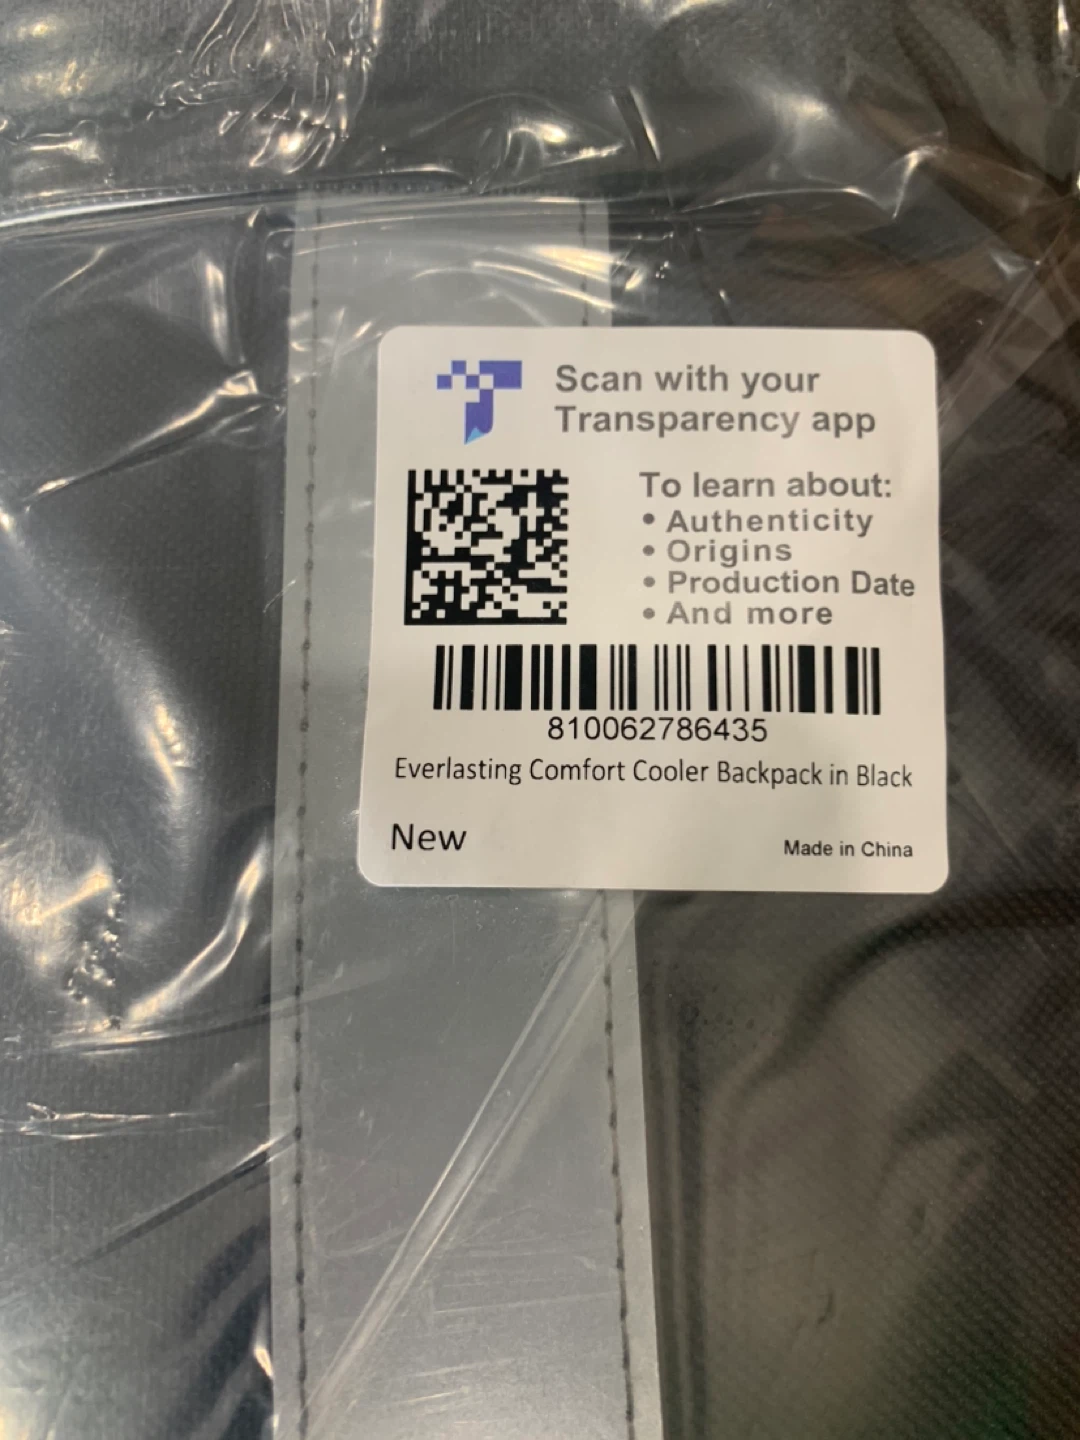 Scan with your
Transparency app
To learn about:
• Authenticity
• Origins
• Production Date
• And more
810062786435
Everlasting Comfort Cooler Backpack in Black
New
Made in China